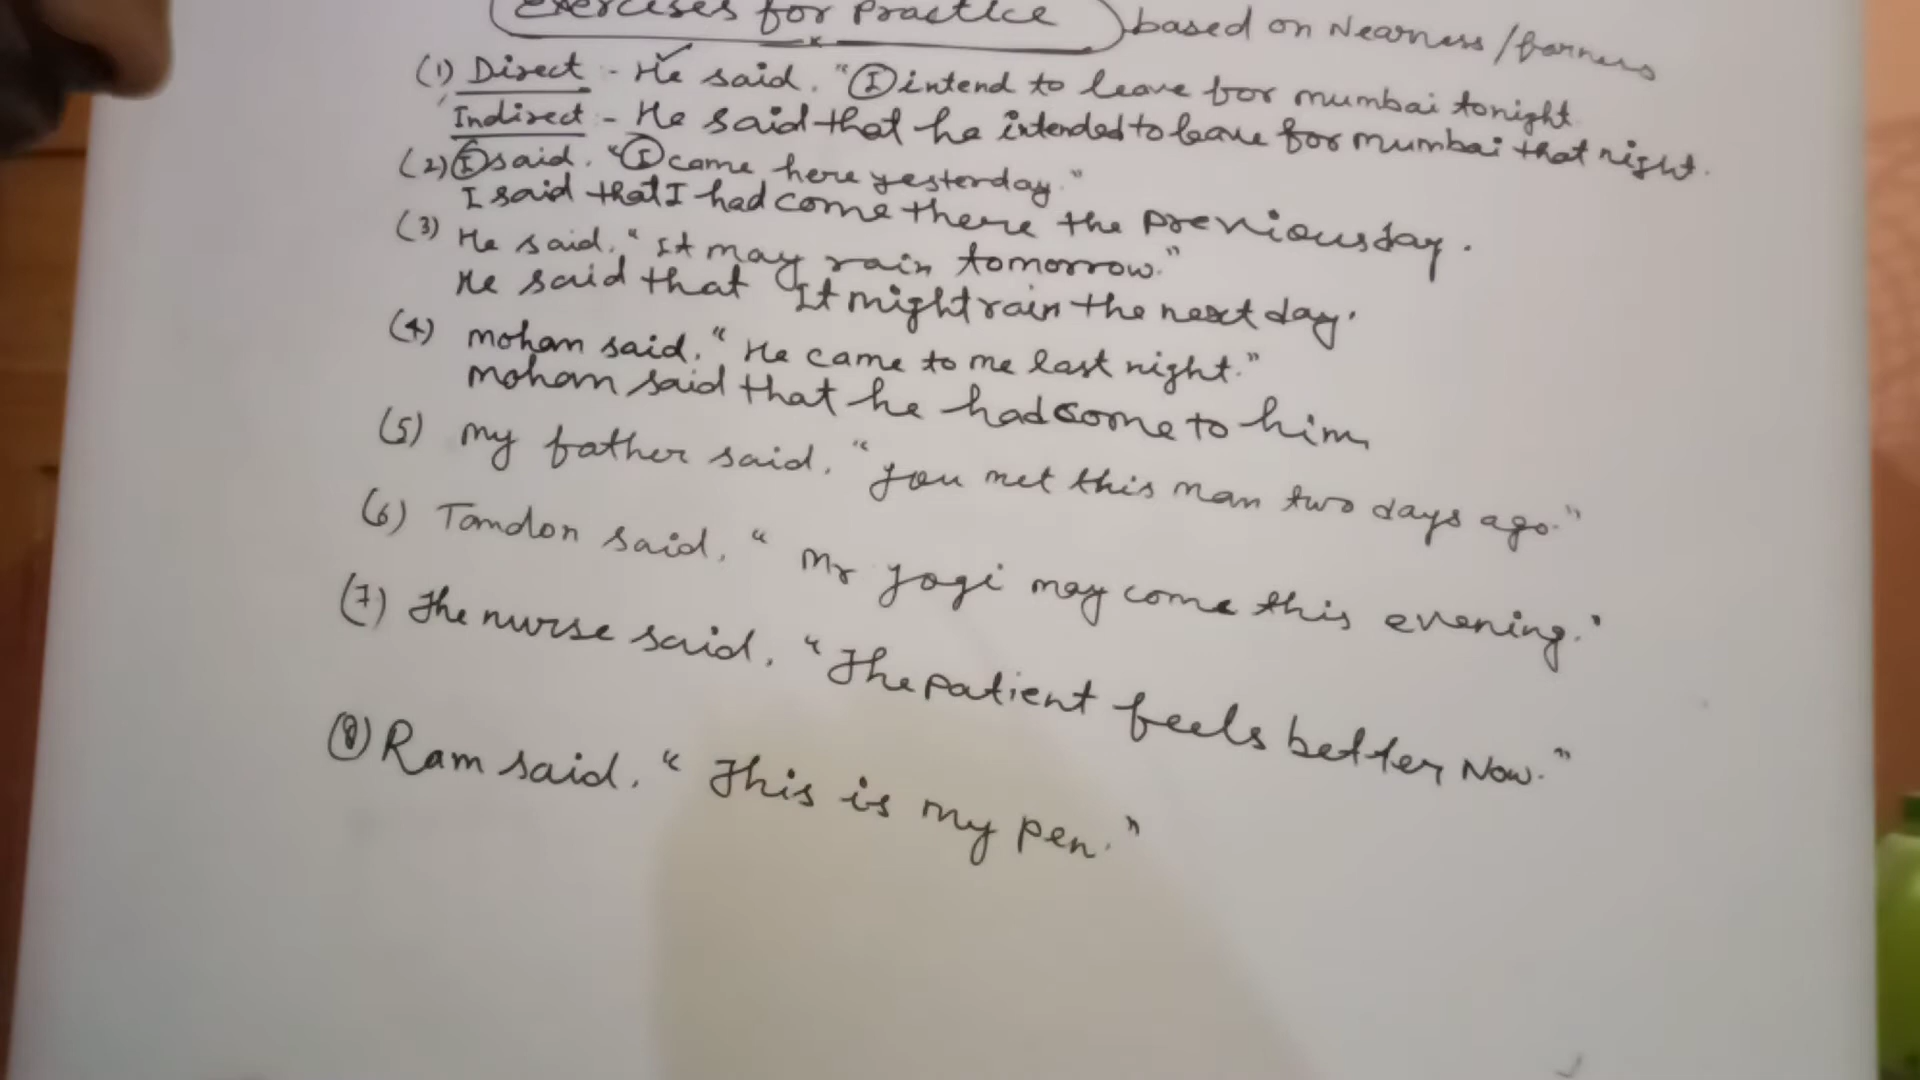 Exercises for Practice based on Nearness/farness
(1) Direct - He said. "I intend to leave for mumbai tonight
Indirect - He said that he intended to leave for mumbai that night.
(2) I said. "I came here yesterday."
I said that I had come there the previous day.
(3) He said. "It may rain tomorrow."
He said that It might rain the next day.
(4) mohan said. "He came to me last night."
mohan said that he had come to him
(5) my father said. "you met this man two days ago."
(6) Tandon said. "Mr yogi may come this evening."
(7) The nurse said. "The patient feels better Now."
(8) Ram said. "This is my pen."